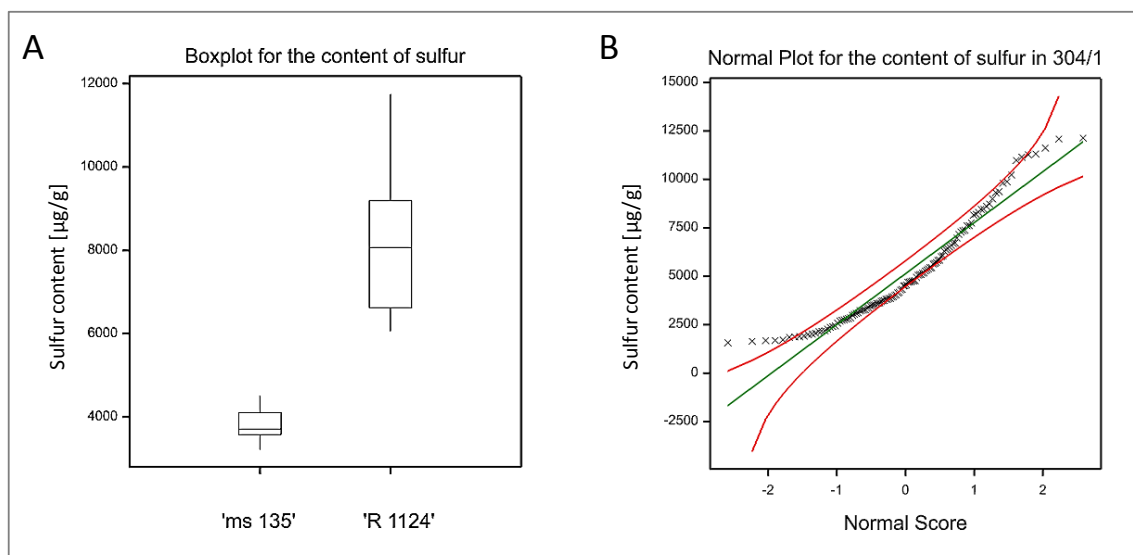 A
Boxplot for the content of sulfur
12000
10000
8000
6000
4000
Sulfur content [µg/g]
'ms 135'
'R 1124'
B
Normal Plot for the content of sulfur in 304/1
15000
12500
10000
7500
5000
2500
0
-2500
Sulfur content [µg/g]
-2
-1
0
1
2
Normal Score